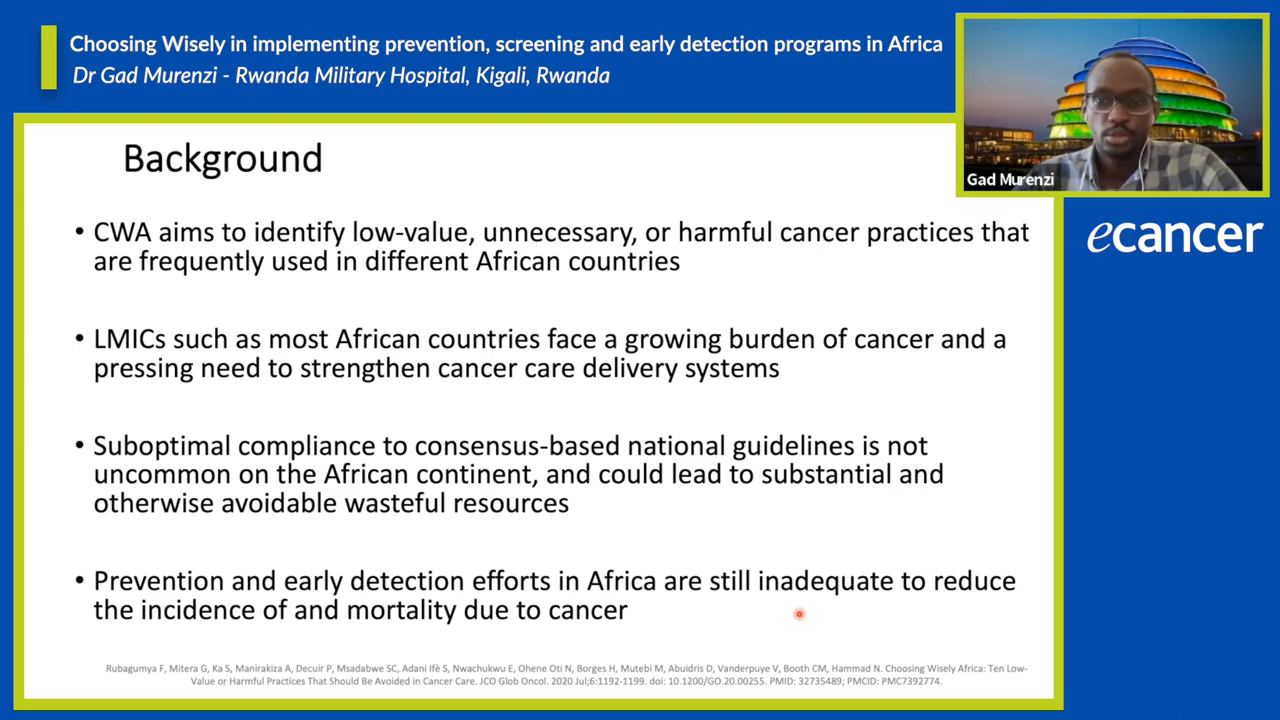 Choosing Wisely in implementing prevention, screening and early detection programs in Africa
Dr Gad Murenzi - Rwanda Military Hospital, Kigali, Rwanda
Gad Murenzi
ecancer
Background
• CWA aims to identify low-value, unnecessary, or harmful cancer practices that
are frequently used in different African countries
• LMICs such as most African countries face a growing burden of cancer and a
pressing need to strengthen cancer care delivery systems
• Suboptimal compliance to consensus-based national guidelines is not
uncommon on the African continent, and could lead to substantial and
otherwise avoidable wasteful resources
• Prevention and early detection efforts in Africa are still inadequate to reduce
the incidence of and mortality due to cancer
Rubagumya F, Mitera G, Ka S, Manirakiza A, Decuir P, Msadabwe SC, Adani Ifè S, Nwachukwu E, Ohene Oti N, Borges H, Mutebi M, Abuidris D, Vanderpuye V, Booth CM, Hammad N. Choosing Wisely Africa: Ten Low-
Value or Harmful Practices That Should Be Avoided in Cancer Care. JCO Glob Oncol. 2020 Jul;6:1192-1199. doi: 10.1200/GO.20.00255. PMID: 32735489; PMCID: PMC7392774.